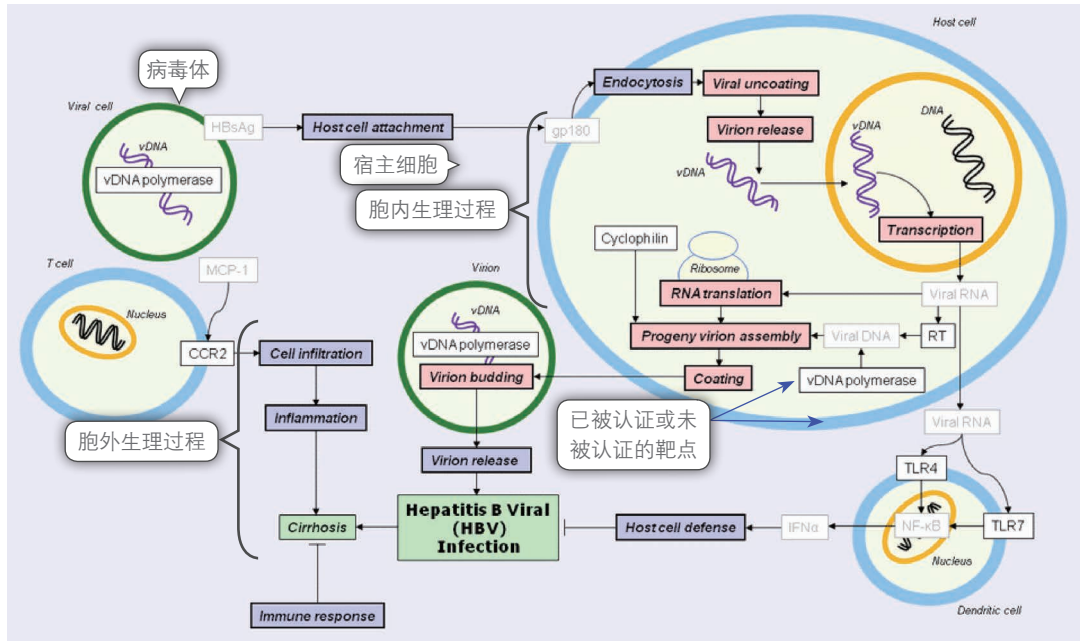 Host cell
病毒体
Viral cell
HBsAg
Host cell attachment
gp180
Endocytosis
Viral uncoating
Virion release
vDNA
vDNA polymerase
宿主细胞
胞内生理过程
vDNA
vDNA
DNA
Transcription
T cell
MCP-1
Nucleus
CCR2
Cell infiltration
Inflammation
胞外生理过程
Cirrhosis
Immune response
Virion
vDNA
vDNA polymerase
Virion budding
Virion release
Hepatitis B Viral
(HBV)
Infection
Cyclophilin
Ribosome
RNA translation
Viral RNA
Progeny virion assembly
Viral DNA
RT
Coating
vDNA polymerase
已被认证或未
被认证的靶点
Viral RNA
TLR4
Host cell defense
IFNα
NF-κB
TLR7
Nucleus
Dendritic cell